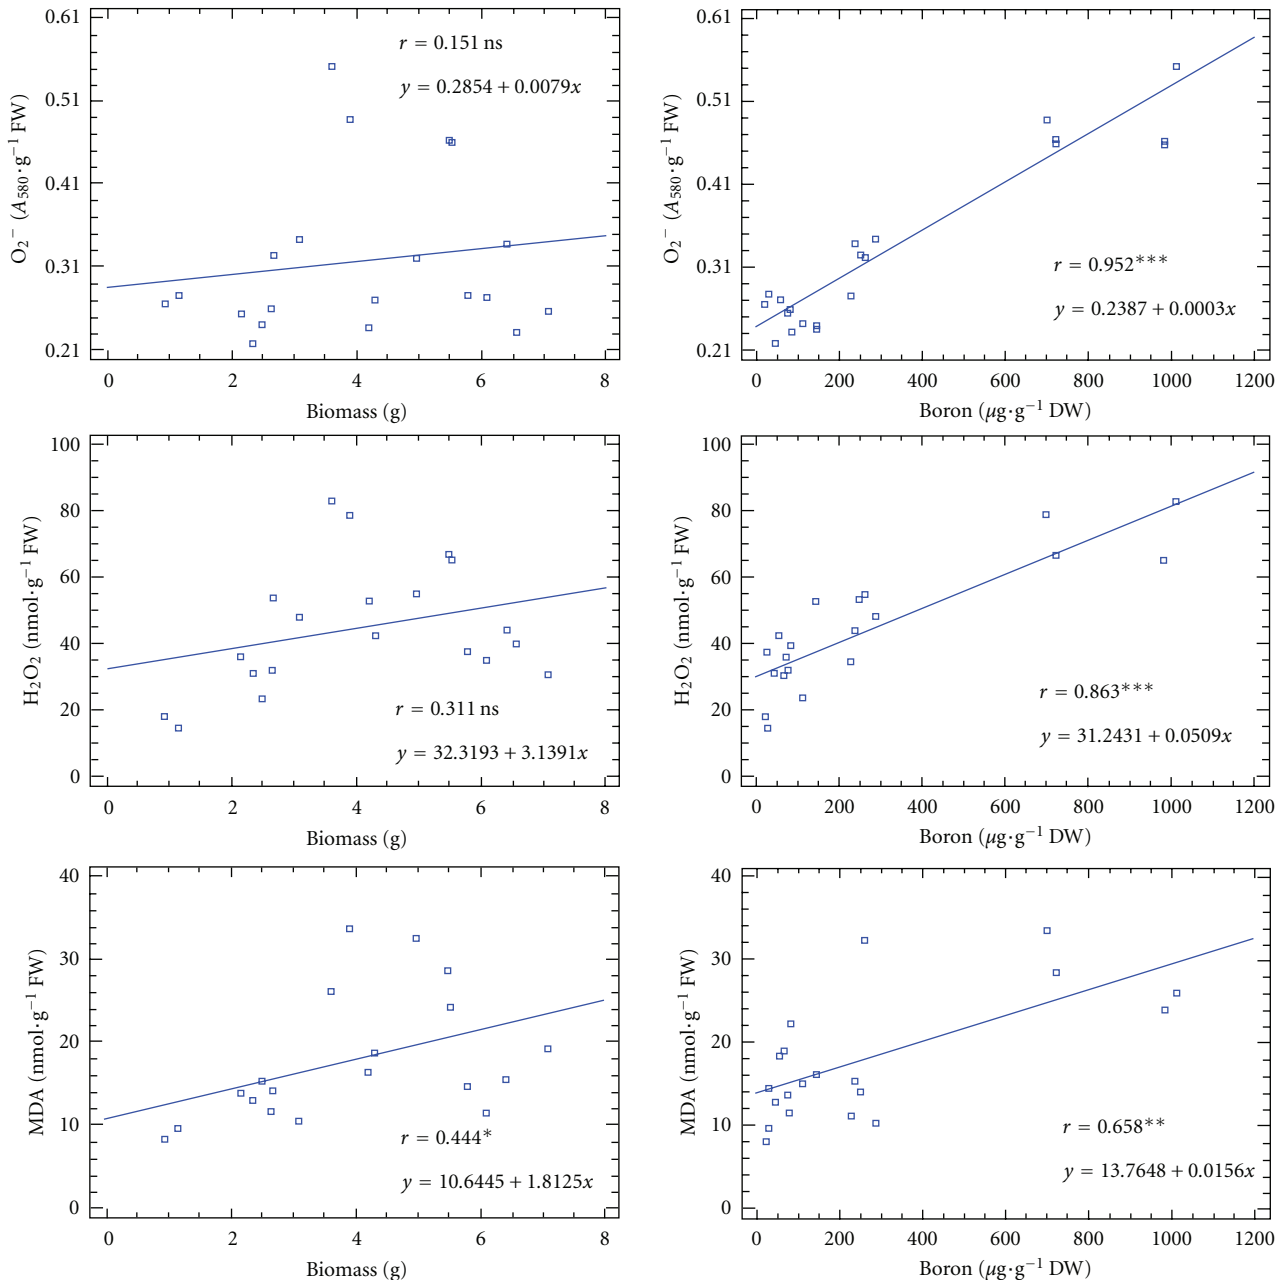 0.61
0.51
0.41
0.31
0.21
O₂⁻ (A₅₈₀·g⁻¹ FW)
r = 0.151 ns
y = 0.2854 + 0.0079x
0 2 4 6 8
Biomass (g)
0.61
0.51
0.41
0.31
0.21
O₂⁻ (A₅₈₀·g⁻¹ FW)
r = 0.952***
y = 0.2387 + 0.0003x
0 200 400 600 800 1000 1200
Boron (μg·g⁻¹ DW)
100
80
60
40
20
0
H₂O₂ (nmol·g⁻¹ FW)
r = 0.311 ns
y = 32.3193 + 3.1391x
0 2 4 6 8
Biomass (g)
100
80
60
40
20
0
H₂O₂ (nmol·g⁻¹ FW)
r = 0.863***
y = 31.2431 + 0.0509x
0 200 400 600 800 1000 1200
Boron (μg·g⁻¹ DW)
40
30
20
10
0
MDA (nmol·g⁻¹ FW)
r = 0.444*
y = 10.6445 + 1.8125x
0 2 4 6 8
Biomass (g)
40
30
20
10
0
MDA (nmol·g⁻¹ FW)
r = 0.658**
y = 13.7648 + 0.0156x
0 200 400 600 800 1000 1200
Boron (μg·g⁻¹ DW)